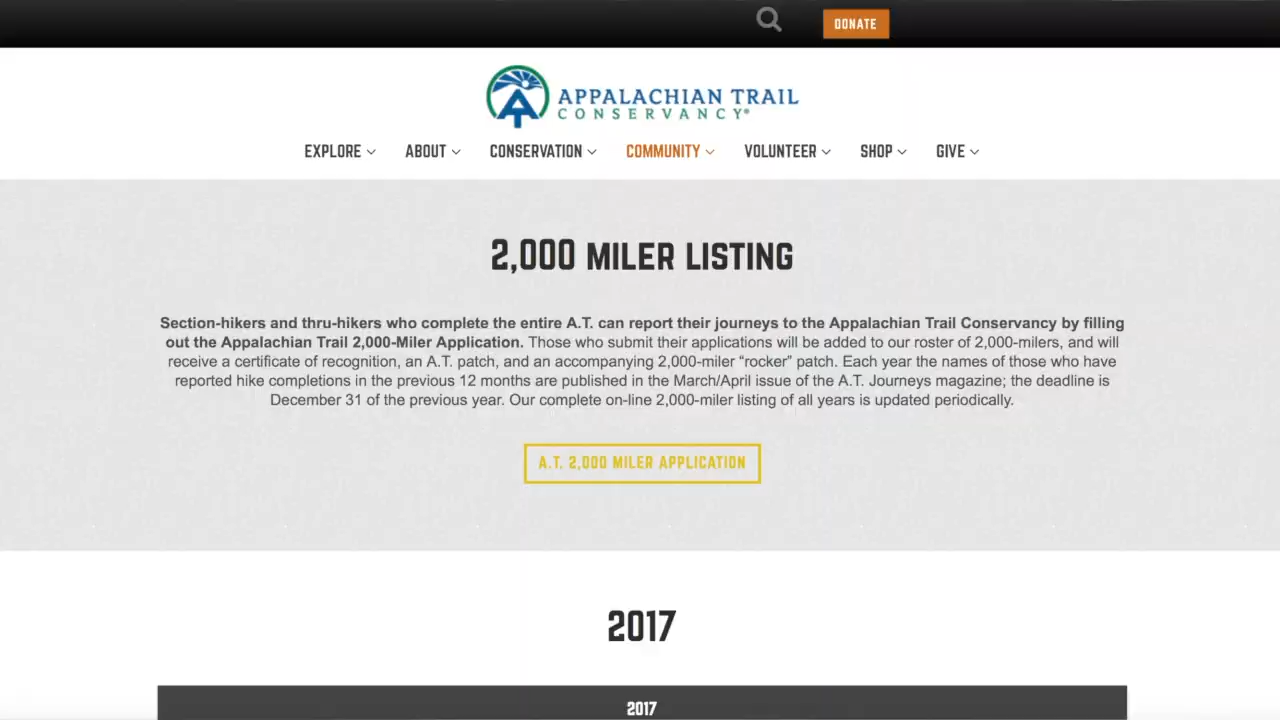 DONATE
APPALACHIAN TRAIL
CONSERVANCY®
EXPLORE ABOUT CONSERVATION COMMUNITY VOLUNTEER SHOP GIVE
2,000 MILER LISTING
Section-hikers and thru-hikers who complete the entire A.T. can report their journeys to the Appalachian Trail Conservancy by filling
out the Appalachian Trail 2,000-Miler Application. Those who submit their applications will be added to our roster of 2,000-milers, and will
receive a certificate of recognition, an A.T. patch, and an accompanying 2,000-miler “rocker” patch. Each year the names of those who have
reported hike completions in the previous 12 months are published in the March/April issue of the A.T. Journeys magazine; the deadline is
December 31 of the previous year. Our complete on-line 2,000-miler listing of all years is updated periodically.
A.T. 2,000 MILER APPLICATION
2017
2017